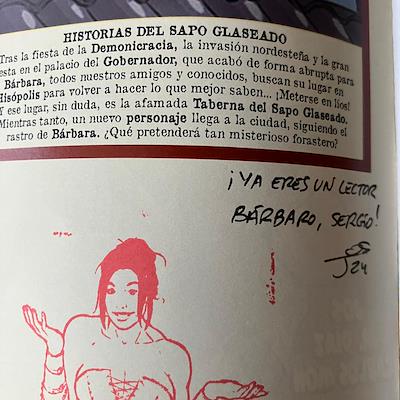 HISTORIAS DEL SAPO GLASEADO
Tras la fiesta de la Demonicracia, la invasión nordesteña y la gran
esta en el palacio del Gobernador, que acabó de forma abrupta para
Bárbara, todos nuestros amigos y conocidos, buscan su lugar en
Hisópolis para volver a hacer lo que mejor saben... ¡Meterse en líos!
Y ese lugar, sin duda, es la afamada Taberna del Sapo Glaseado.
Mientras tanto, un nuevo personaje llega a la ciudad, siguiendo el
rastro de Bárbara. ¿Qué pretenderá tan misterioso forastero?
¡YA ERES UN LECTOR
BÁRBARO, SERGIO!
24